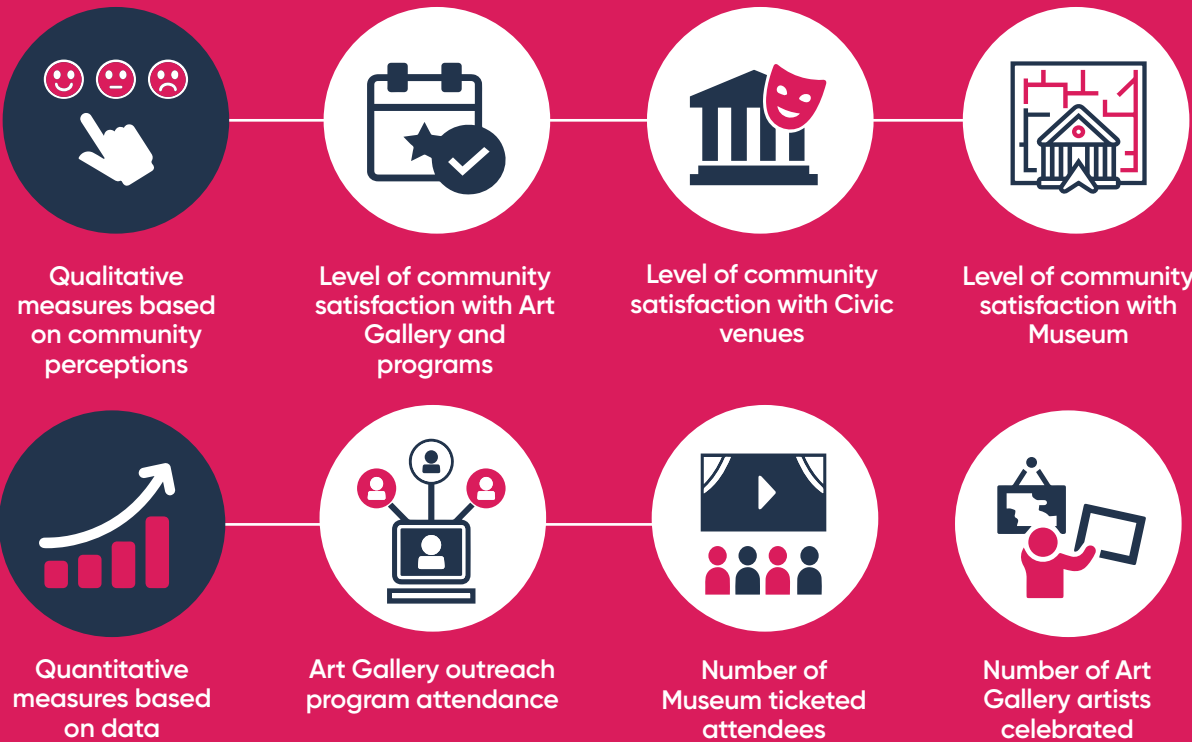 Qualitative
measures based
on community
perceptions
Level of community
satisfaction with Art
Gallery and
programs
Level of community
satisfaction with Civic
venues
Level of community
satisfaction with
Museum
Quantitative
measures based
on data
Art Gallery outreach
program attendance
Number of
Museum ticketed
attendees
Number of Art
Gallery artists
celebrated